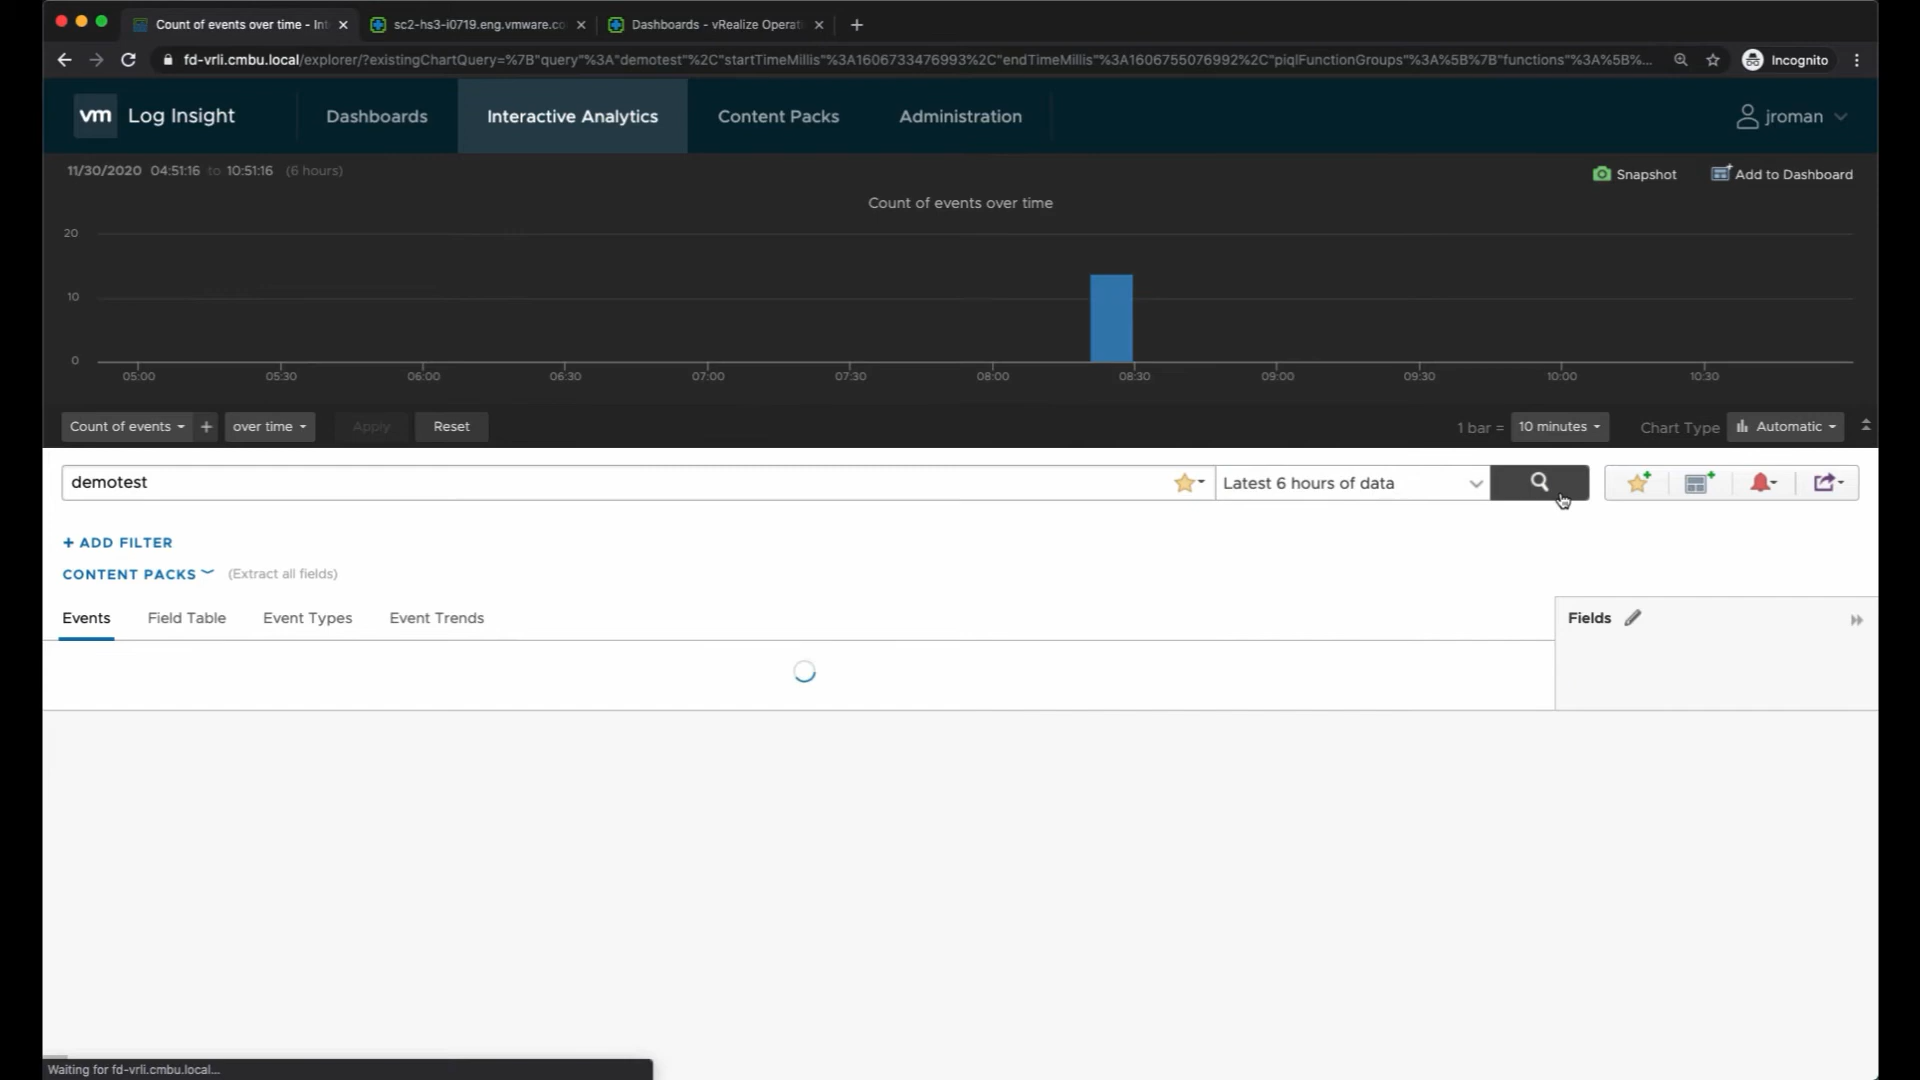 Count of events over time - Int
sc2-hs3-i0719.eng.vmware.co
Dashboards - vRealize Operat
fd-vrli.cmbu.local/explorer/?existingChartQuery=%7B"query"%3A"demotest"%2C"startTimeMillis"%3A1606733476993%2C"endTimeMillis"%3A1606755076992%2C"piqlFunctionGroups"%3A%5B%7B"functions"%3A%5B%...
Incognito
vm Log Insight
Dashboards
Interactive Analytics
Content Packs
Administration
jroman
11/30/2020 04:51:16 to 10:51:16 (6 hours)
Snapshot
Add to Dashboard
Count of events over time
20
10
0
05:00 05:30 06:00 06:30 07:00 07:30 08:00 08:30 09:00 09:30 10:00 10:30
Count of events + over time Apply Reset
1 bar = 10 minutes Chart Type Automatic
demotest
Latest 6 hours of data
+ ADD FILTER
CONTENT PACKS (Extract all fields)
Events Field Table Event Types Event Trends
Fields
Waiting for fd-vrli.cmbu.local...